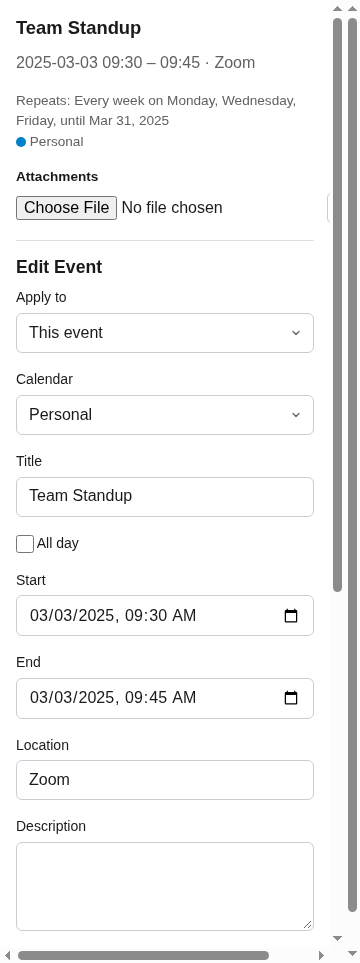 Team Standup
2025-03-03 09:30 – 09:45 · Zoom
Repeats: Every week on Monday, Wednesday,
Friday, until Mar 31, 2025
Personal
Attachments
Choose File No file chosen
Edit Event
Apply to
This event
Calendar
Personal
Title
Team Standup
All day
Start
03/03/2025, 09:30 AM
End
03/03/2025, 09:45 AM
Location
Zoom
Description